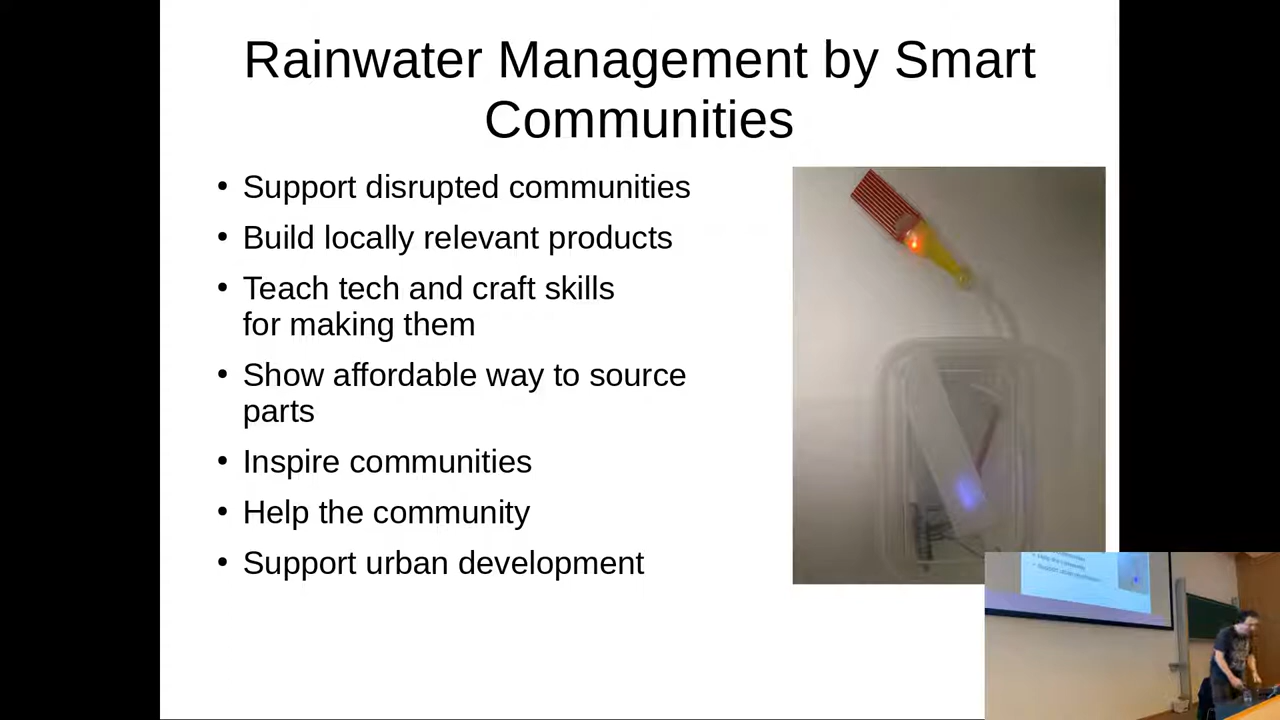 Rainwater Management by Smart
Communities
• Support disrupted communities
• Build locally relevant products
• Teach tech and craft skills
for making them
• Show affordable way to source
parts
• Inspire communities
• Help the community
• Support urban development